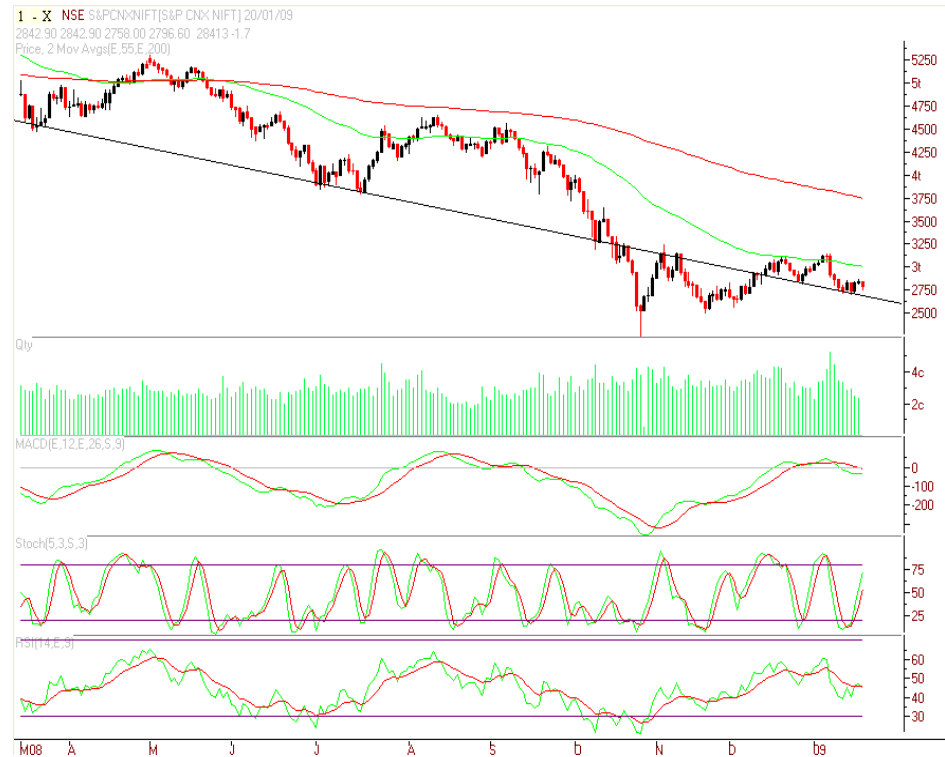 1 - X NSE S&PCNXNIFT[S&P CNX NIFT] 20/01/09
2842.90 2842.90 2758.00 2796.60 28413 -1.7
Price, 2 Mov Avgs(E,55,E,200)
5250
5t
4750
4500
4250
4t
3750
3500
3250
3t
2750
2500
Qty
4c
2c
MACD(E,12,E,26,S,9)
0
-100
-200
Stoch(5,3,S,3)
75
50
25
RSI(14,E,9)
60
50
40
30
M08 A M J J A S O N D 09